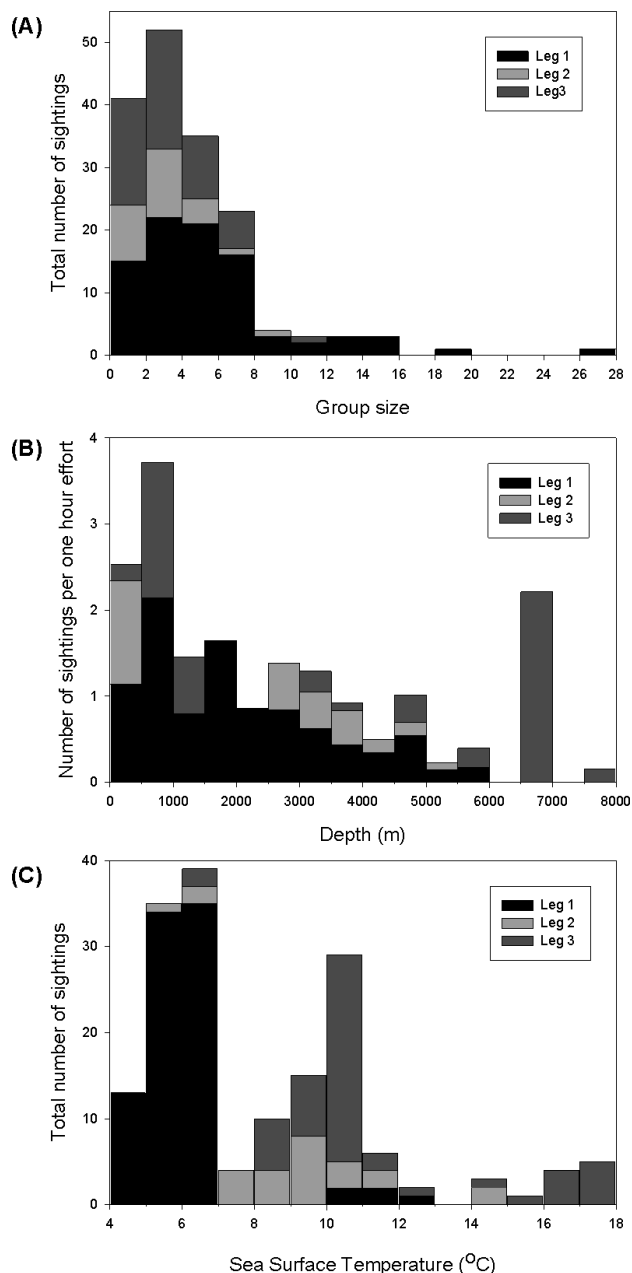 (A)
Total number of sightings
50
40
30
20
10
0
Leg 1
Leg 2
Leg3
0 2 4 6 8 10 12 14 16 18 20 22 24 26 28
Group size
(B)
Number of sightings per one hour effort
4
3
2
1
0
Leg 1
Leg 2
Leg 3
0 1000 2000 3000 4000 5000 6000 7000 8000
Depth (m)
(C)
Total number of sightings
40
30
20
10
0
Leg 1
Leg 2
Leg 3
4 6 8 10 12 14 16 18
Sea Surface Temperature (ºC)